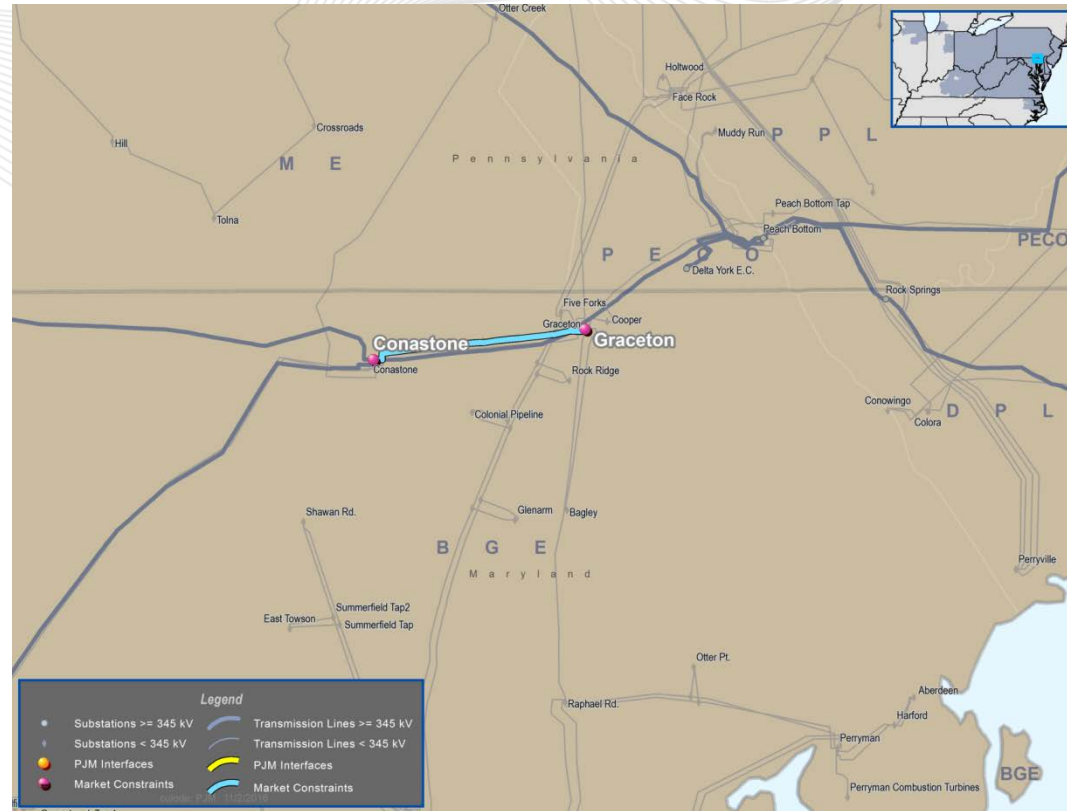 Otter Creek
Holtwood
Face Rock
Crossroads
Hill
Muddy Run
P P L
M E
Pennsylvania
Tolna
Peach Bottom Tap
Peach Bottom
PECO
P E C O
Delta York E.C.
Rock Springs
Five Forks
Graceton
Cooper
Conastone
Graceton
Conastone
Rock Ridge
Conowingo
Colora
D P L
Colonial Pipeline
Glenarm
Bagley
Shawan Rd.
B G E
Maryland
Perryville
Summerfield Tap2
East Towson
Summerfield Tap
Otter Pt.
Aberdeen
Raphael Rd.
Harford
Perryman
BGE
Perryman Combustion Turbines
Legend
Substations >= 345 kV
Transmission Lines >= 345 kV
Substations < 345 kV
Transmission Lines < 345 kV
PJM Interfaces
PJM Interfaces
Market Constraints
Market Constraints